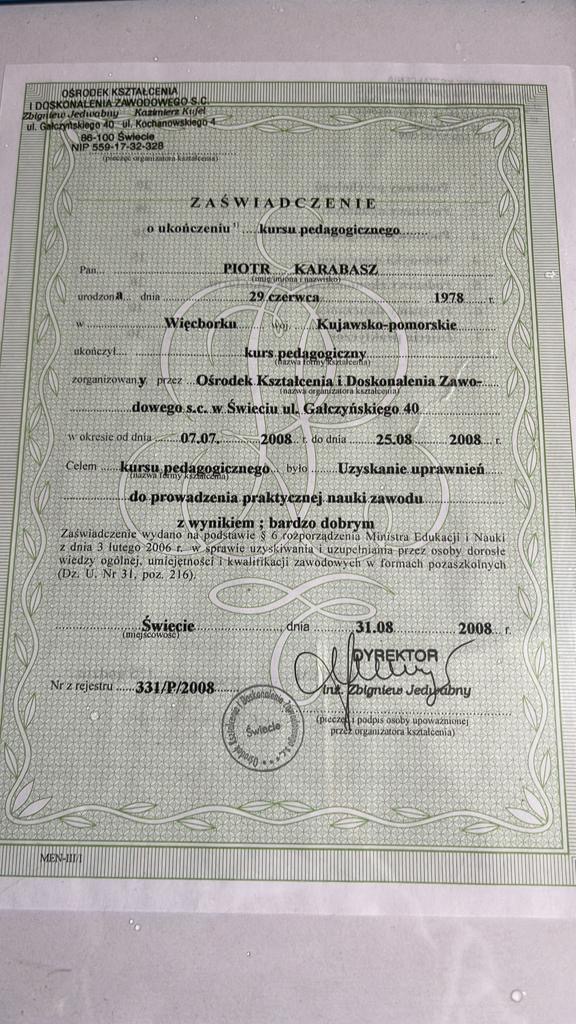 OŚRODEK KSZTAŁCENIA
I DOSKONALENIA ZAWODOWEGO S.C.
Zbigniew Jedwabny Kazimierz Kufel
ul. Gałczyńskiego 40 ul. Kochanowskiego 4
86-100 Świecie
NIP 559-17-32-328
(pieczęć organizatora kształcenia)
ZAŚWIADCZENIE
o ukończeniu ¹⁾ ....kursu pedagogicznego.......
Pan... PIOTR KARABASZ
(imię/imiona i nazwisko)
urodzona dnia 29 czerwca 1978 r.
w Więcborku woj. Kujawsko-pomorskie
ukończył.... kurs pedagogiczny
(nazwa formy kształcenia)
zorganizowany przez ...Ośrodek Kształcenia i Doskonalenia Zawo-
(nazwa organizatora kształcenia)
dowego s.c. w Świeciu ul. Gałczyńskiego 40
w okresie od dnia 07.07. 2008 r. do dnia 25.08 2008 r.
Celem kursu pedagogicznego było Uzyskanie uprawnień
(nazwa formy kształcenia)
do prowadzenia praktycznej nauki zawodu
z wynikiem ; bardzo dobrym
Zaświadczenie wydano na podstawie § 6 rozporządzenia Ministra Edukacji i Nauki
z dnia 3 lutego 2006 r. w sprawie uzyskiwania i uzupełniania przez osoby dorosłe
wiedzy ogólnej, umiejętności i kwalifikacji zawodowych w formach pozaszkolnych
(Dz. U. Nr 31, poz. 216).
Świecie, dnia 31.08 2008 r.
(miejscowość)
DYREKTOR
Nr z rejestru ......331/P/2008
inż. Zbigniew Jedwabny
(pieczęć i podpis osoby upoważnionej
przez organizatora kształcenia)
Ośrodek Kształcenia i Doskonalenia Zawodowego s.c.
Świecie
MEN-III/1